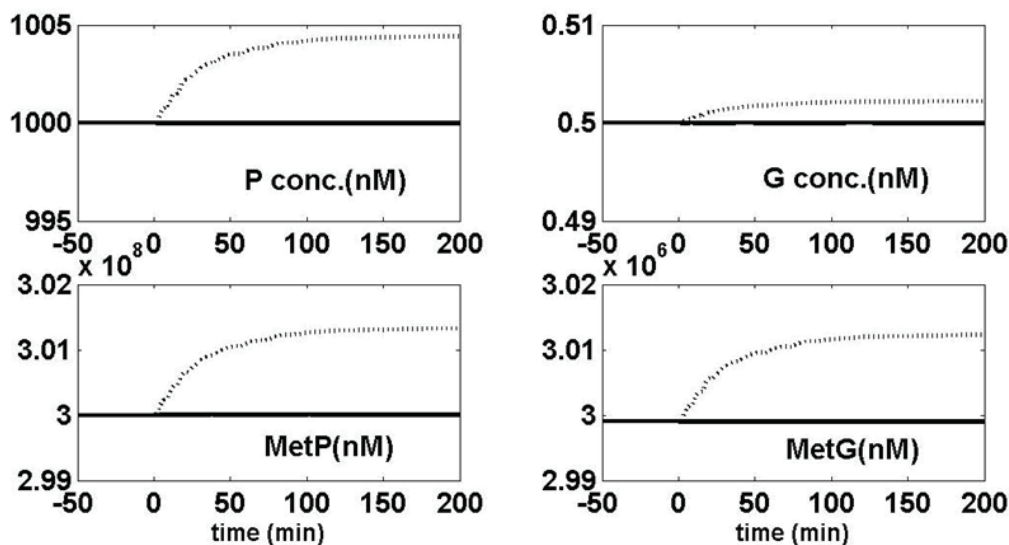 1005
1000
995
P conc.(nM)
-50 0 50 100 150 200
0.51
0.5
0.49
G conc.(nM)
-50 0 50 100 150 200
x 10^8
3.02
3.01
3
2.99
MetP(nM)
-50 0 50 100 150 200
time (min)
x 10^6
3.02
3.01
3
2.99
MetG(nM)
-50 0 50 100 150 200
time (min)